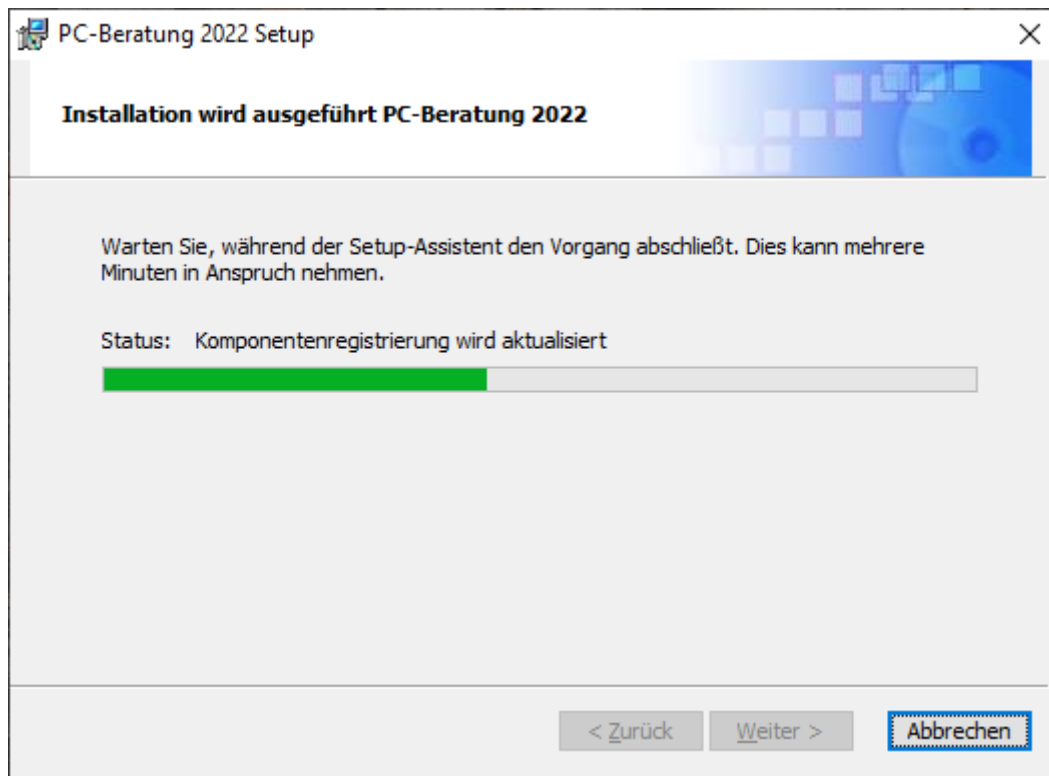 PC-Beratung 2022 Setup
Installation wird ausgeführt PC-Beratung 2022
Warten Sie, während der Setup-Assistent den Vorgang abschließt. Dies kann mehrere
Minuten in Anspruch nehmen.
Status: Komponentenregistrierung wird aktualisiert
< Zurück Weiter > Abbrechen